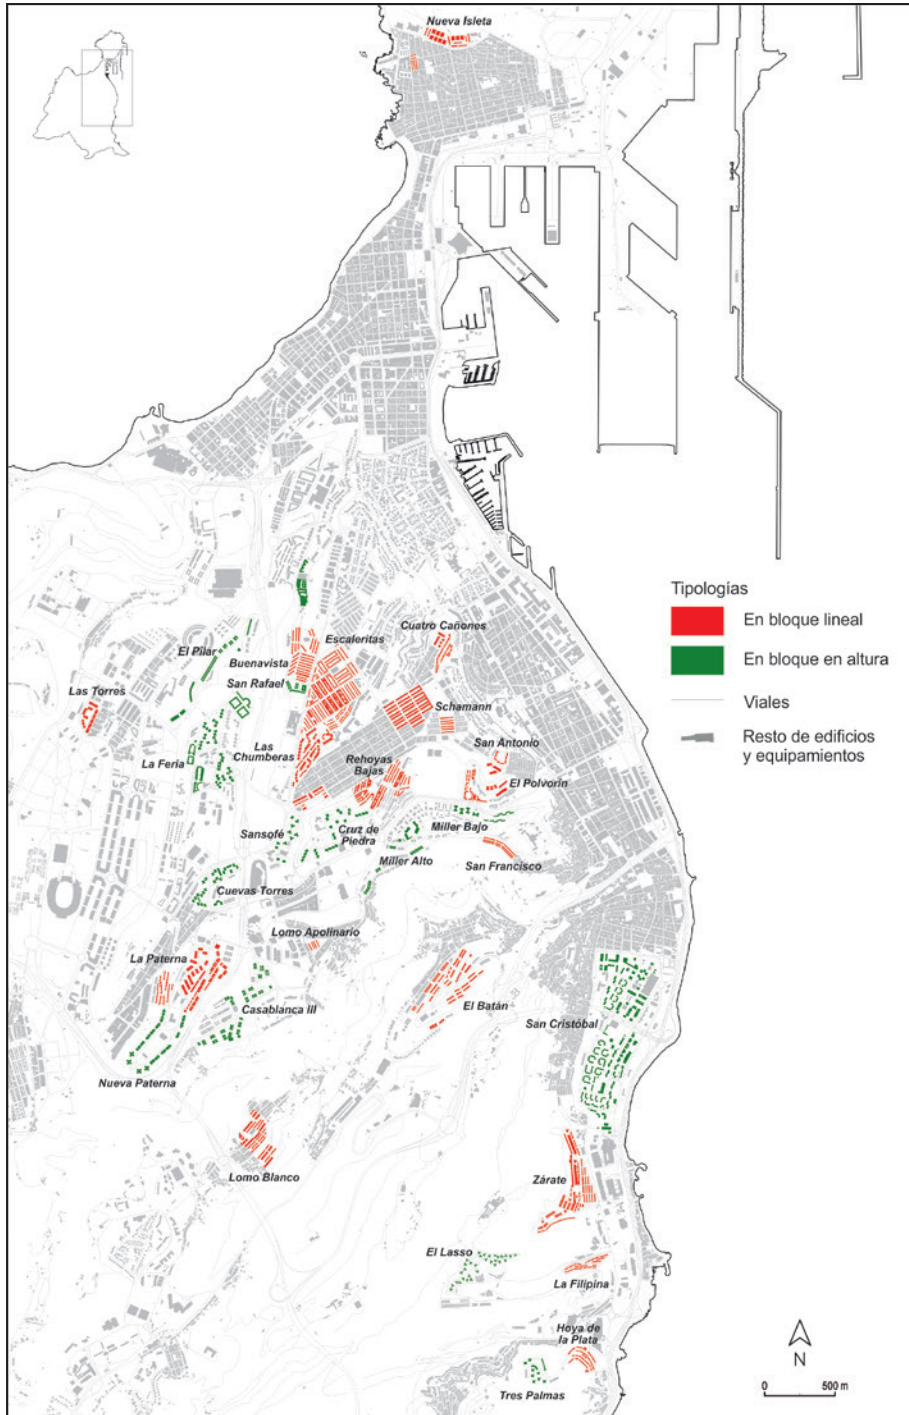 Nueva Isleta
Tipologías
En bloque lineal
En bloque en altura
Viales
Resto de edificios
y equipamientos
Cuatro Cañones
Escaleritas
El Pilar
Buenavista
San Rafael
Las Torres
Schamann
San Antonio
Las
Chumberas
La Feria
Rehoyas
Bajas
El Polvorín
Sansofé
Cruz de
Piedra
Miller Bajo
Miller Alto
San Francisco
Cuevas Torres
Lomo Apolinario
La Paterna
Casablanca III
El Batán
San Cristóbal
Nueva Paterna
Lomo Blanco
Zárate
El Lasso
La Filipina
Hoya de
la Plata
Tres Palmas
N
0 500 m